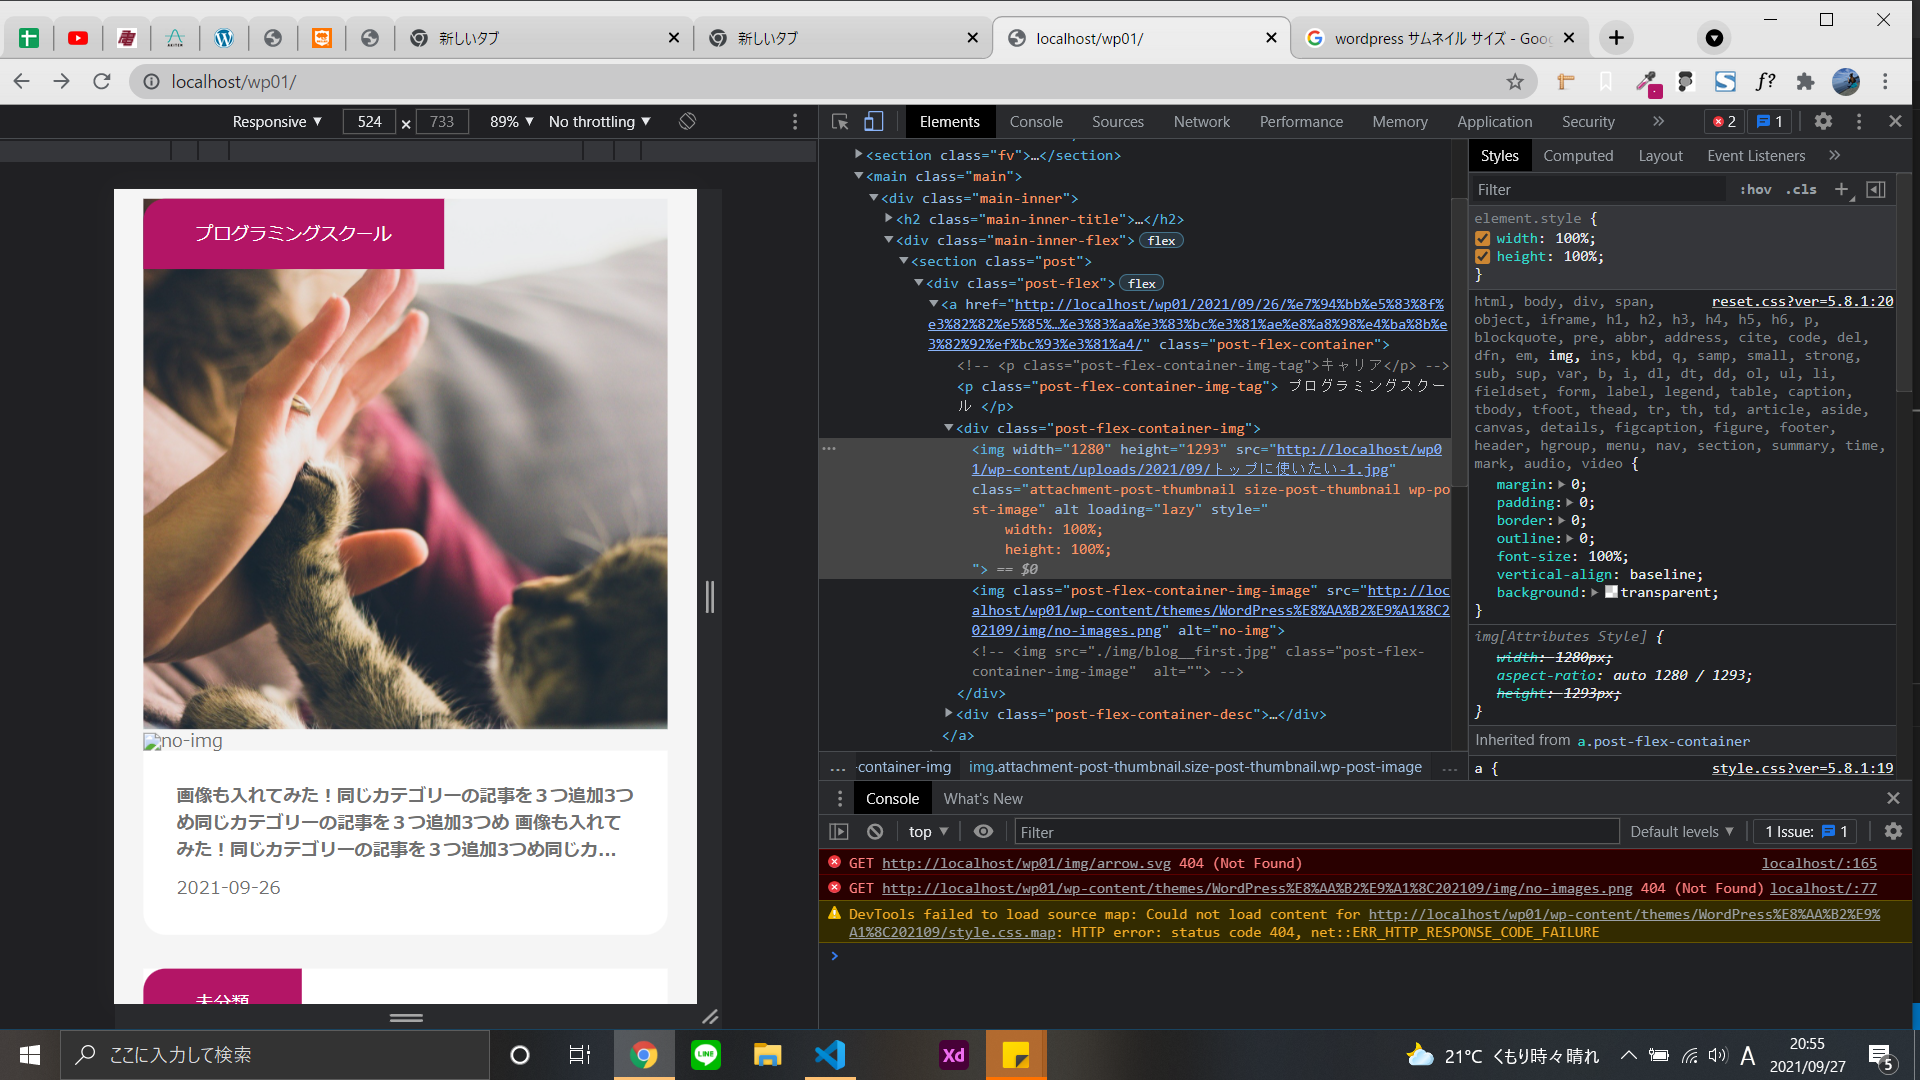 新しいタブ
新しいタブ
localhost/wp01/
wordpress サムネイル サイズ - Goo
localhost/wp01/
f?
Responsive ▼ 524 × 733 89% ▼ No throttling ▼
Elements Console Sources Network Performance Memory Application Security » 2 1
プログラミングスクール
no-img
画像も入れてみた！同じカテゴリーの記事を３つ追加3つ
め同じカテゴリーの記事を３つ追加3つめ 画像も入れて
みた！同じカテゴリーの記事を３つ追加3つめ同じカ...
2021-09-26
未分類
▶<section class="fv">…</section>
▼<main class="main">
▼<div class="main-inner">
▶<h2 class="main-inner-title">…</h2>
▼<div class="main-inner-flex"> flex
▼<section class="post">
▼<div class="post-flex"> flex
▼<a href="http://localhost/wp01/2021/09/26/%e7%94%bb%e5%83%8f%
e3%82%82%e5%85%…%e3%83%aa%e3%83%bc%e3%81%ae%e8%a8%98%e4%ba%8b%e
3%82%92%ef%bc%93%e3%81%a4/" class="post-flex-container">
<!-- <p class="post-flex-container-img-tag">キャリア</p> -->
<p class="post-flex-container-img-tag"> プログラミングスクー
ル </p>
▼<div class="post-flex-container-img">
… <img width="1280" height="1293" src="http://localhost/wp0
1/wp-content/uploads/2021/09/トップに使いたい-1.jpg"
class="attachment-post-thumbnail size-post-thumbnail wp-po
st-image" alt loading="lazy" style="
width: 100%;
height: 100%;
"> == $0
<img class="post-flex-container-img-image" src="http://loc
alhost/wp01/wp-content/themes/WordPress%E8%AA%B2%E9%A1%8C2
02109/img/no-images.png" alt="no-img">
<!-- <img src="./img/blog__first.jpg" class="post-flex-
container-img-image"  alt=""> -->
</div>
▶<div class="post-flex-container-desc">…</div>
</a>
… -container-img img.attachment-post-thumbnail.size-post-thumbnail.wp-post-image …
Styles Computed Layout Event Listeners »
Filter :hov .cls +
element.style {
width: 100%;
height: 100%;
}
html, body, div, span, reset.css?ver=5.8.1:20
object, iframe, h1, h2, h3, h4, h5, h6, p,
blockquote, pre, abbr, address, cite, code, del,
dfn, em, img, ins, kbd, q, samp, small, strong,
sub, sup, var, b, i, dl, dt, dd, ol, ul, li,
fieldset, form, label, legend, table, caption,
tbody, tfoot, thead, tr, th, td, article, aside,
canvas, details, figcaption, figure, footer,
header, hgroup, menu, nav, section, summary, time,
mark, audio, video {
margin:▶ 0;
padding:▶ 0;
border:▶ 0;
outline:▶ 0;
font-size: 100%;
vertical-align: baseline;
background:▶ transparent;
}
img[Attributes Style] {
width: 1280px;
aspect-ratio: auto 1280 / 1293;
height: 1293px;
}
Inherited from a.post-flex-container
a { style.css?ver=5.8.1:19
Console What's New
top ▼ Filter Default levels ▼ 1 Issue: 1
GET http://localhost/wp01/img/arrow.svg 404 (Not Found) localhost/:165
GET http://localhost/wp01/wp-content/themes/WordPress%E8%AA%B2%E9%A1%8C202109/img/no-images.png 404 (Not Found) localhost/:77
DevTools failed to load source map: Could not load content for http://localhost/wp01/wp-content/themes/WordPress%E8%AA%B2%E9%
A1%8C202109/style.css.map: HTTP error: status code 404, net::ERR_HTTP_RESPONSE_CODE_FAILURE
>
ここに入力して検索
LINE
Xd
21°C くもり時々晴れ
A
20:55
2021/09/27
5